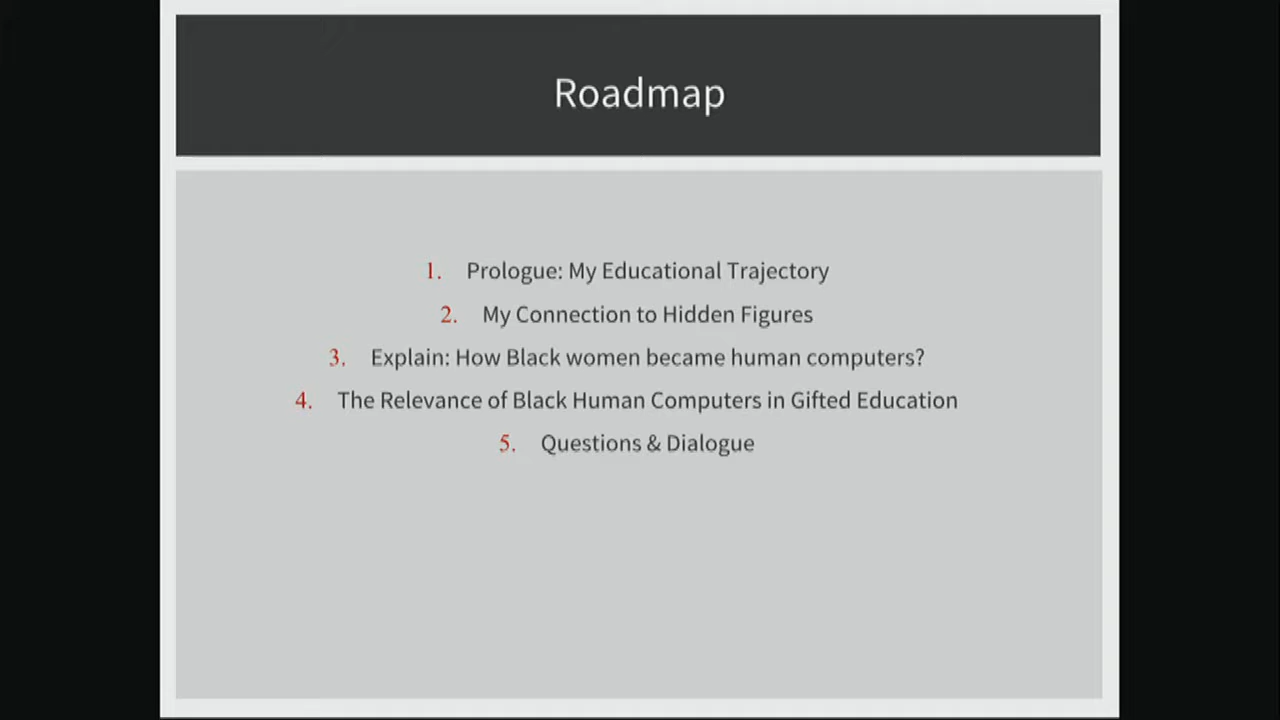 Roadmap
1. Prologue: My Educational Trajectory
2. My Connection to Hidden Figures
3. Explain: How Black women became human computers?
4. The Relevance of Black Human Computers in Gifted Education
5. Questions & Dialogue